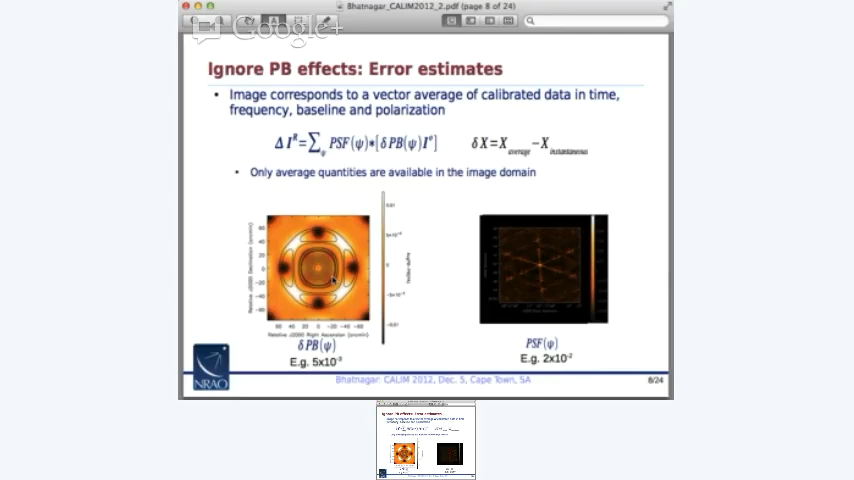 Bhatnagar_CALIM2012_2.pdf (page 8 of 24)
Google+
Ignore PB effects: Error estimates
• Image corresponds to a vector average of calibrated data in time,
frequency, baseline and polarization
Δ I^R = ∑_ψ PSF(ψ)*[δPB(ψ)I^o] δX = X_average − X_instantaneous
• Only average quantities are available in the image domain
δPB(ψ)
E.g. 5x10^-3
PSF(ψ)
E.g. 2x10^-2
NRAO
Bhatnagar: CALIM 2012, Dec. 5, Cape Town, SA
8/24